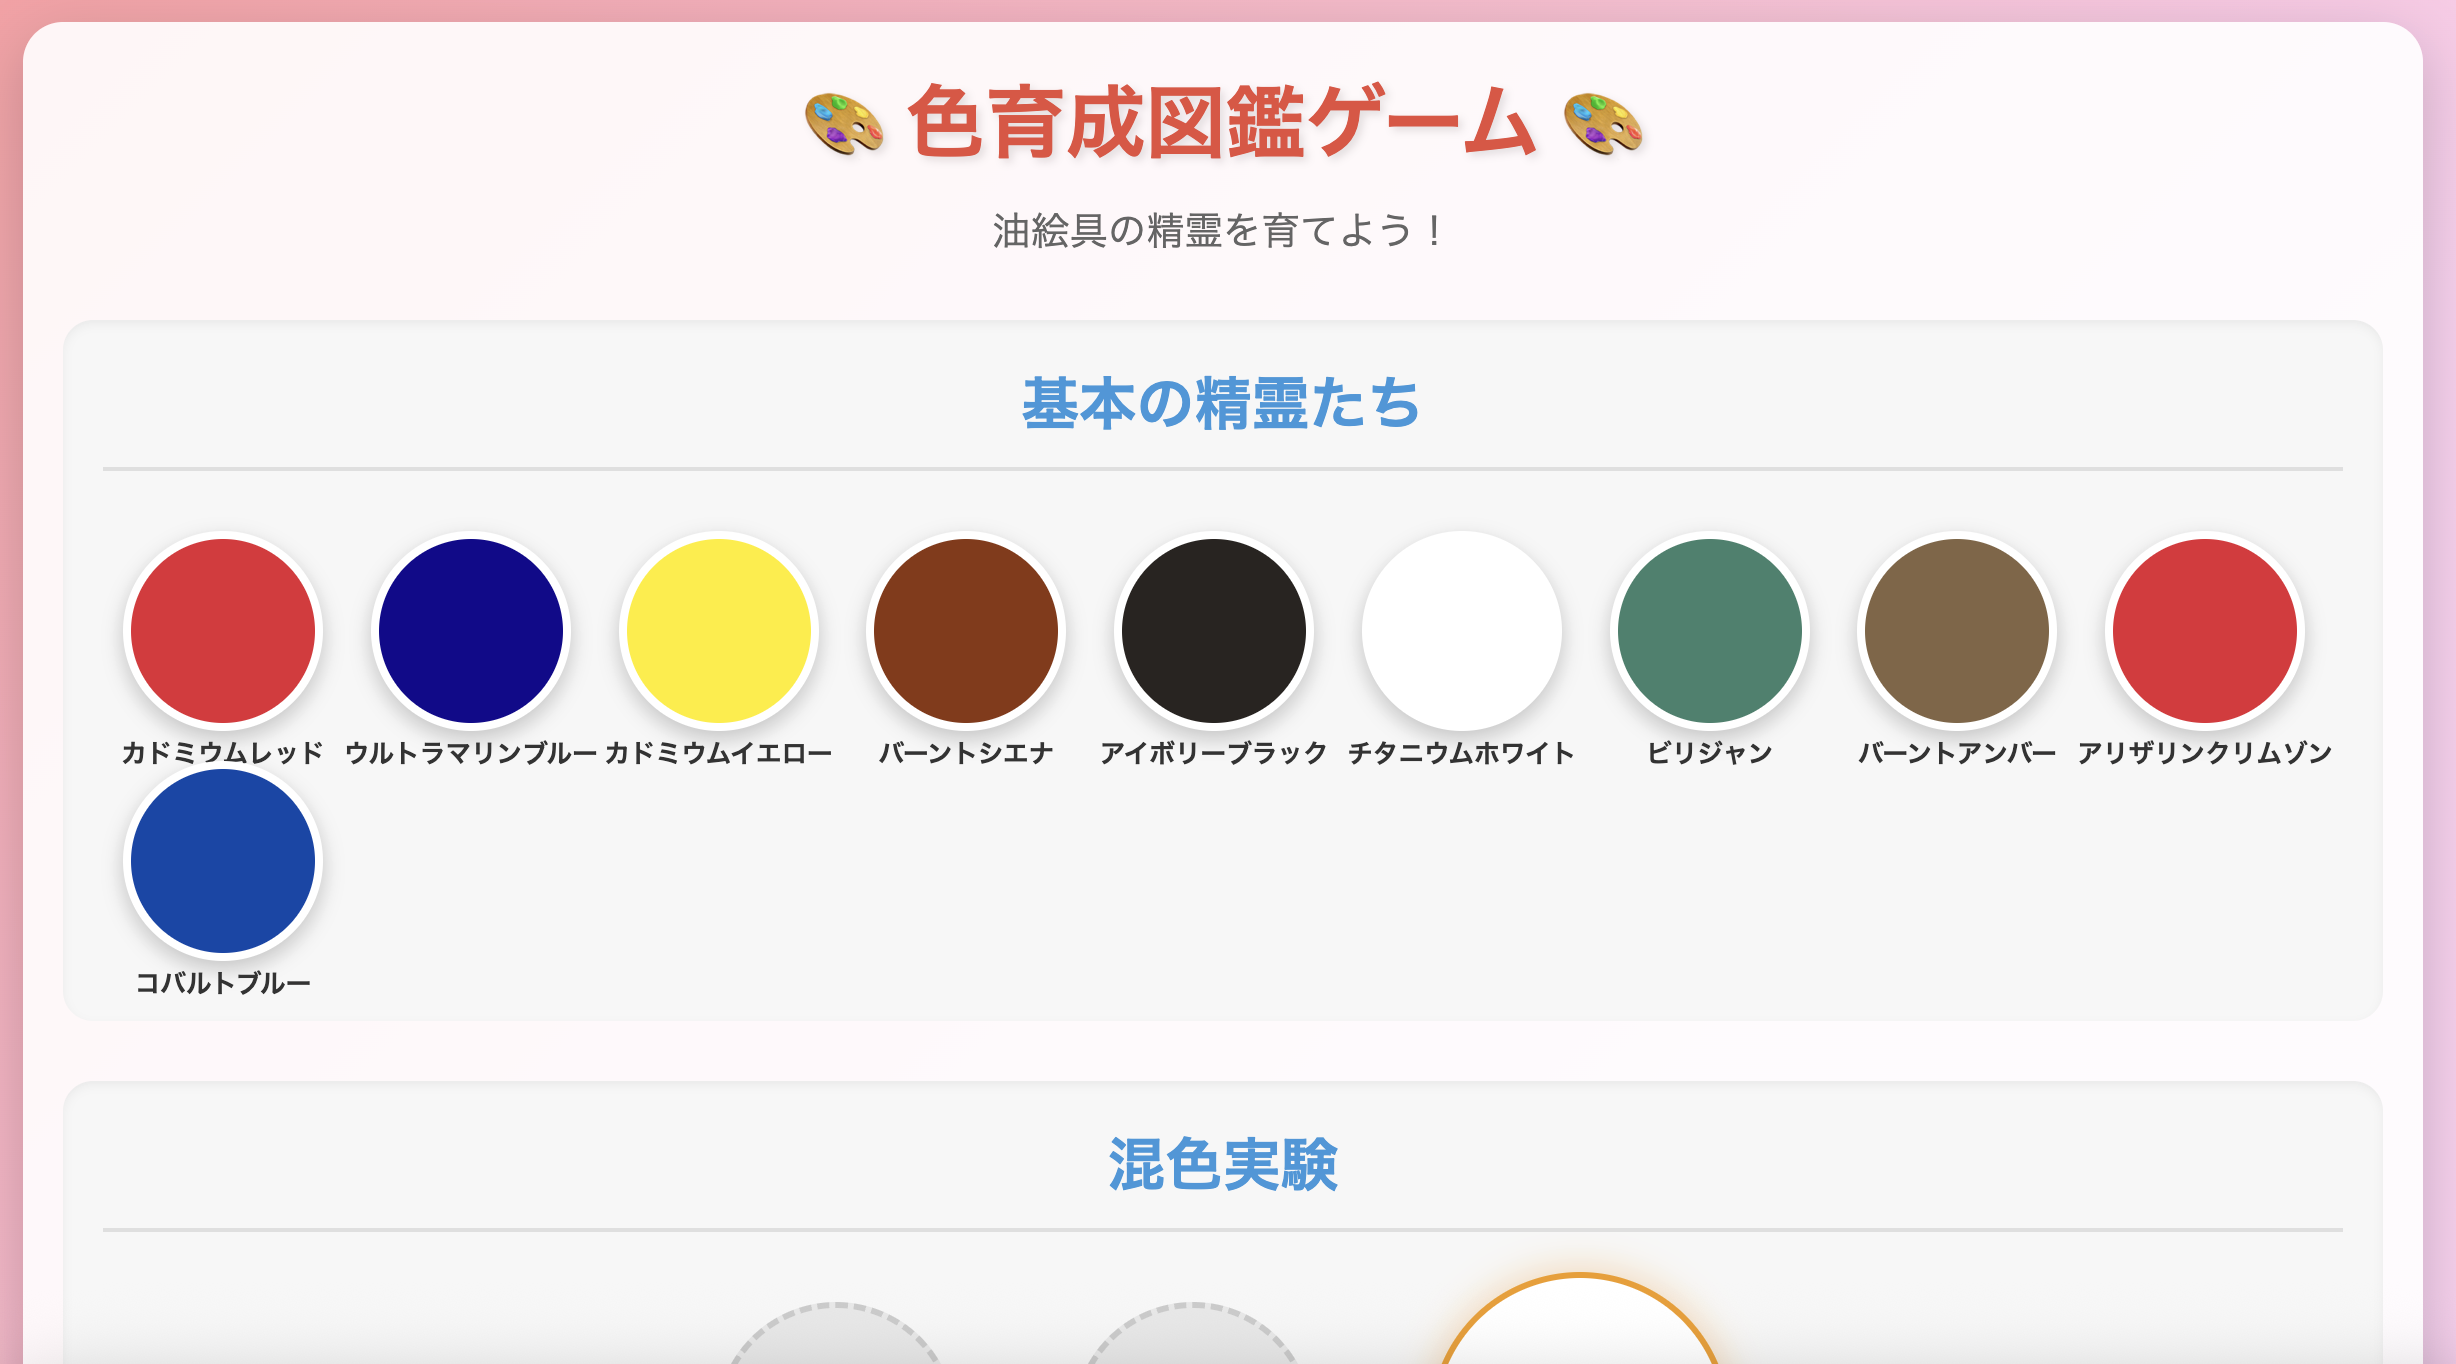 色育成図鑑ゲーム
油絵具の精霊を育てよう！
基本の精霊たち
カドミウムレッド ウルトラマリンブルー カドミウムイエロー バーントシエナ アイボリーブラック チタニウムホワイト ビリジャン バーントアンバー アリザリンクリムゾン
コバルトブルー
混色実験